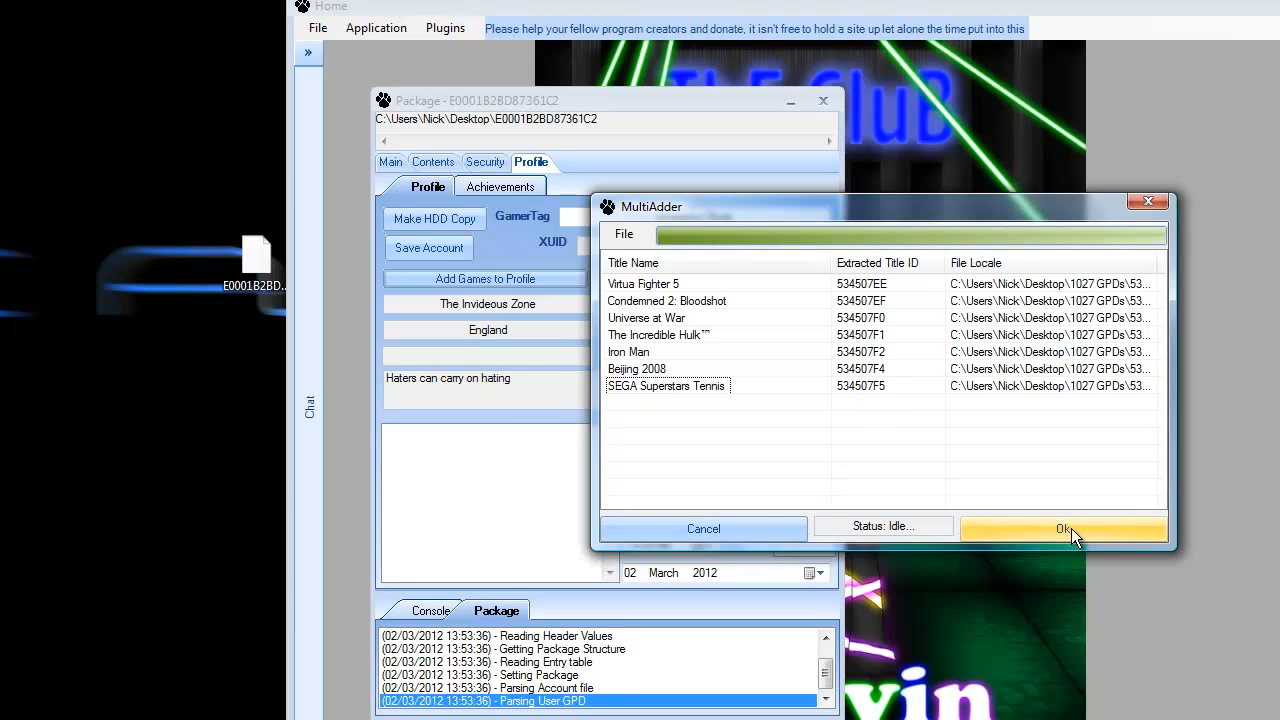 Home
File Application Plugins Please help your fellow program creators and donate, it isn't free to hold a site up let alone the time put into this
»
ThE CluB
Package - E0001B2BD87361C2
C:\Users\Nick\Desktop\E0001B2BD87361C2
Main Contents Security Profile
Profile Achievements
Make HDD Copy GamerTag
Save Account XUID
Add Games to Profile
The Invideous Zone
England
Haters can carry on hating
E0001B2BD...
Chat
MultiAdder
File
Title Name Extracted Title ID File Locale
Virtua Fighter 5 534507EE C:\Users\Nick\Desktop\1027 GPDs\53...
Condemned 2: Bloodshot 534507EF C:\Users\Nick\Desktop\1027 GPDs\53...
Universe at War 534507F0 C:\Users\Nick\Desktop\1027 GPDs\53...
The Incredible Hulk™ 534507F1 C:\Users\Nick\Desktop\1027 GPDs\53...
Iron Man 534507F2 C:\Users\Nick\Desktop\1027 GPDs\53...
Beijing 2008 534507F4 C:\Users\Nick\Desktop\1027 GPDs\53...
SEGA Superstars Tennis 534507F5 C:\Users\Nick\Desktop\1027 GPDs\53...
Cancel Status: Idle... Ok
02 March 2012
Console Package
(02/03/2012 13:53:36) - Reading Header Values
(02/03/2012 13:53:36) - Getting Package Structure
(02/03/2012 13:53:36) - Reading Entry table
(02/03/2012 13:53:36) - Setting Package
(02/03/2012 13:53:36) - Parsing Account file
(02/03/2012 13:53:36) - Parsing User GPD